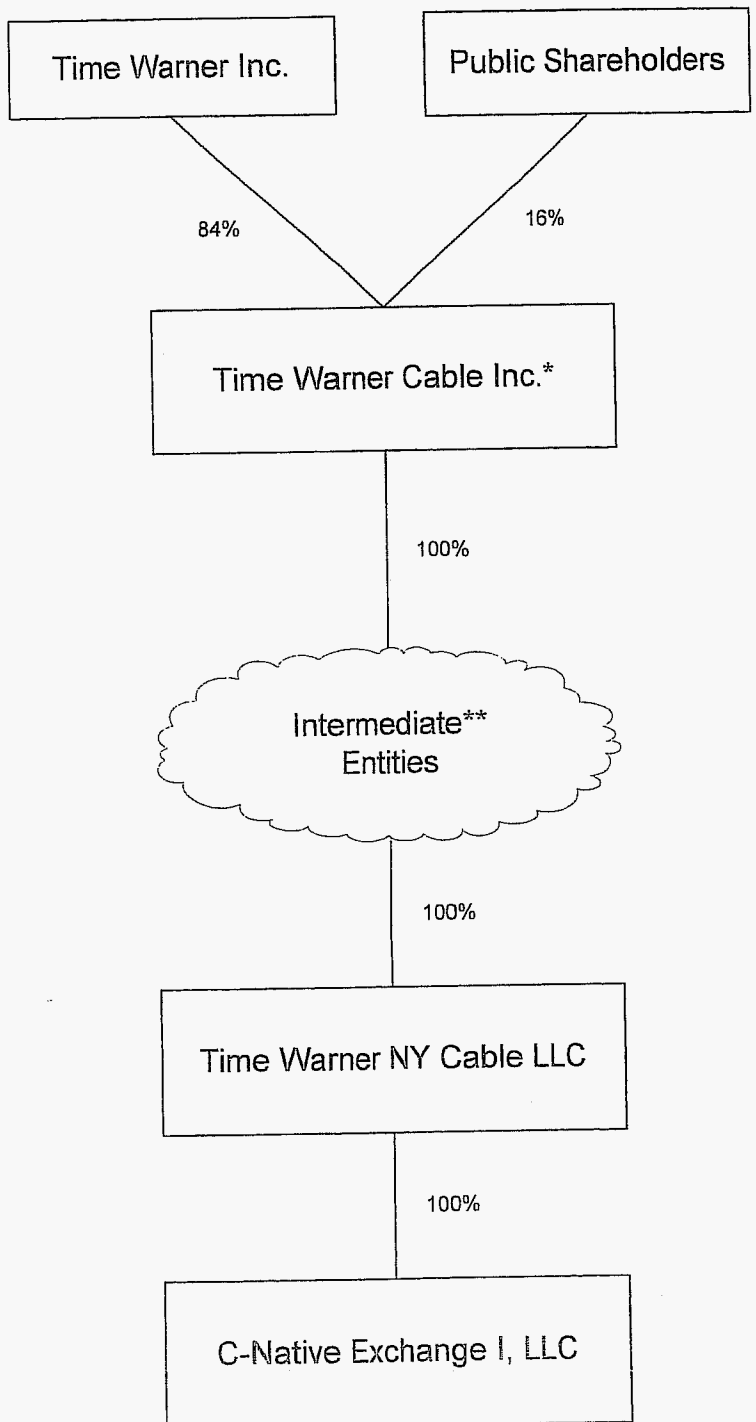 Time Warner Inc.
Public Shareholders
84%
16%
Time Warner Cable Inc.*
100%
Intermediate**
Entities
100%
Time Warner NY Cable LLC
100%
C-Native Exchange I, LLC